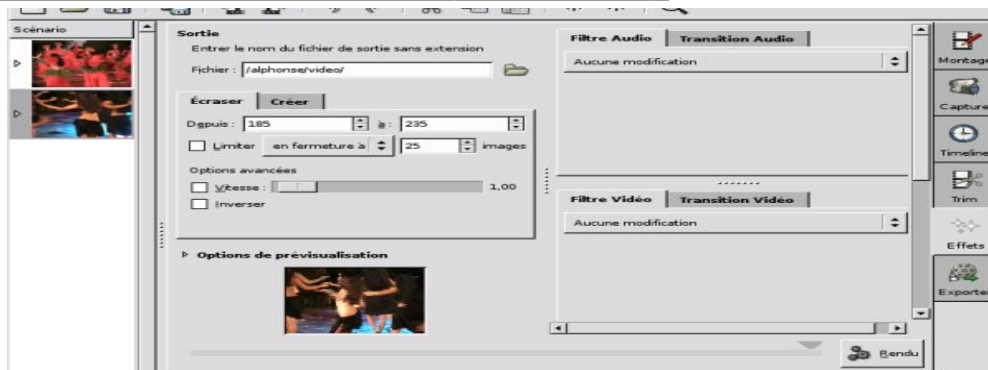 Scénario
Sortie
Entrer le nom du fichier de sortie sans extension
Fichier : /alphonse/video/
Écraser Créer
Depuis : 185 à : 235
Limiter en fermeture à 25 images
Options avancées
Vitesse : 1,00
Inverser
Options de prévisualisation
Filtre Audio Transition Audio
Aucune modification
Filtre Vidéo Transition Vidéo
Aucune modification
Rendu
Montage
Capture
Timeline
Trim
Effets
Exporter